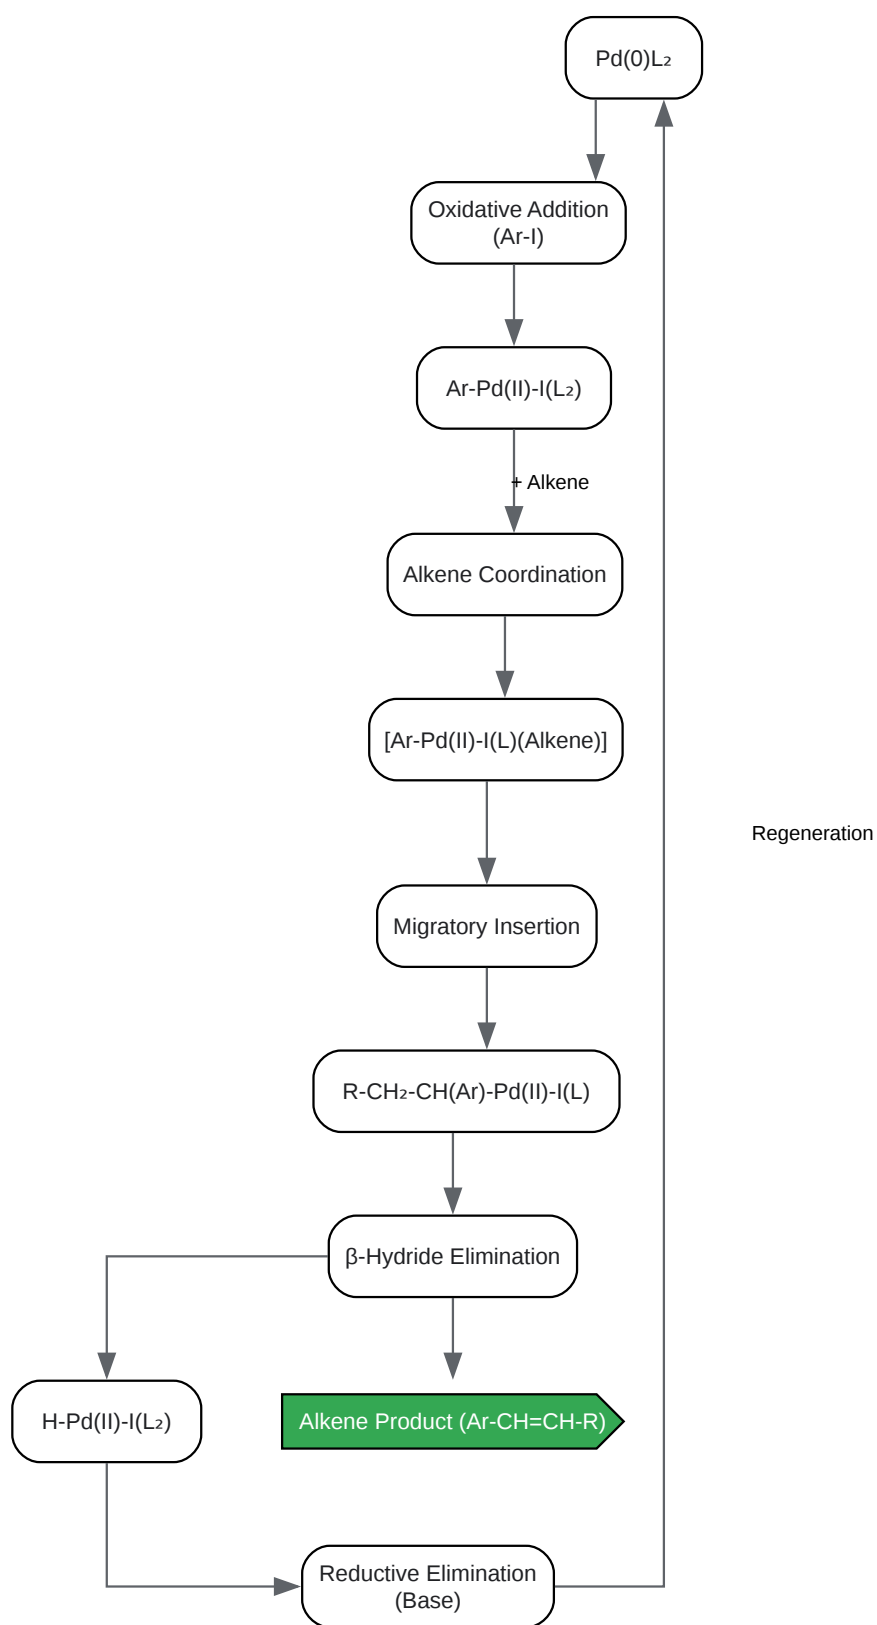 Pd(0)L₂
Oxidative Addition
(Ar-I)
Ar-Pd(II)-I(L₂)
+ Alkene
Alkene Coordination
[Ar-Pd(II)-I(L)(Alkene)]
Regeneration
Migratory Insertion
R-CH₂-CH(Ar)-Pd(II)-I(L)
β-Hydride Elimination
H-Pd(II)-I(L₂)
Alkene Product (Ar-CH=CH-R)
Reductive Elimination
(Base)